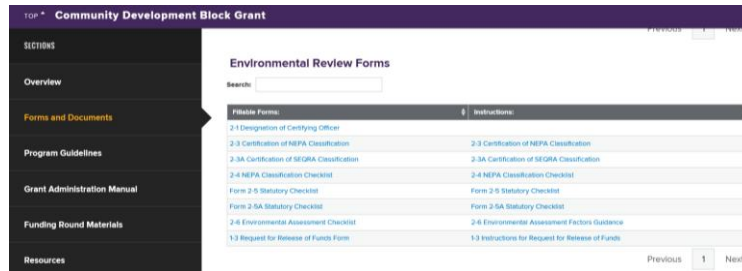 TOP Community Development Block Grant
SECTIONS
Overview
Forms and Documents
Program Guidelines
Grant Administration Manual
Funding Round Materials
Resources
Previous 1 Next
Environmental Review Forms
Search:
Fillable Forms: Instructions:
2-1 Designation of Certifying Officer
2-3 Certification of NEPA Classification 2-3 Certification of NEPA Classification
2-3A Certification of SEQRA Classification 2-3A Certification of SEQRA Classification
2-4 NEPA Classification Checklist 2-4 NEPA Classification Checklist
Form 2-5 Statutory Checklist Form 2-5 Statutory Checklist
Form 2-5A Statutory Checklist Form 2-5A Statutory Checklist
2-6 Environmental Assessment Checklist 2-6 Environmental Assessment Factors Guidance
1-3 Request for Release of Funds Form 1-3 Instructions for Request for Release of Funds
Previous 1 Next